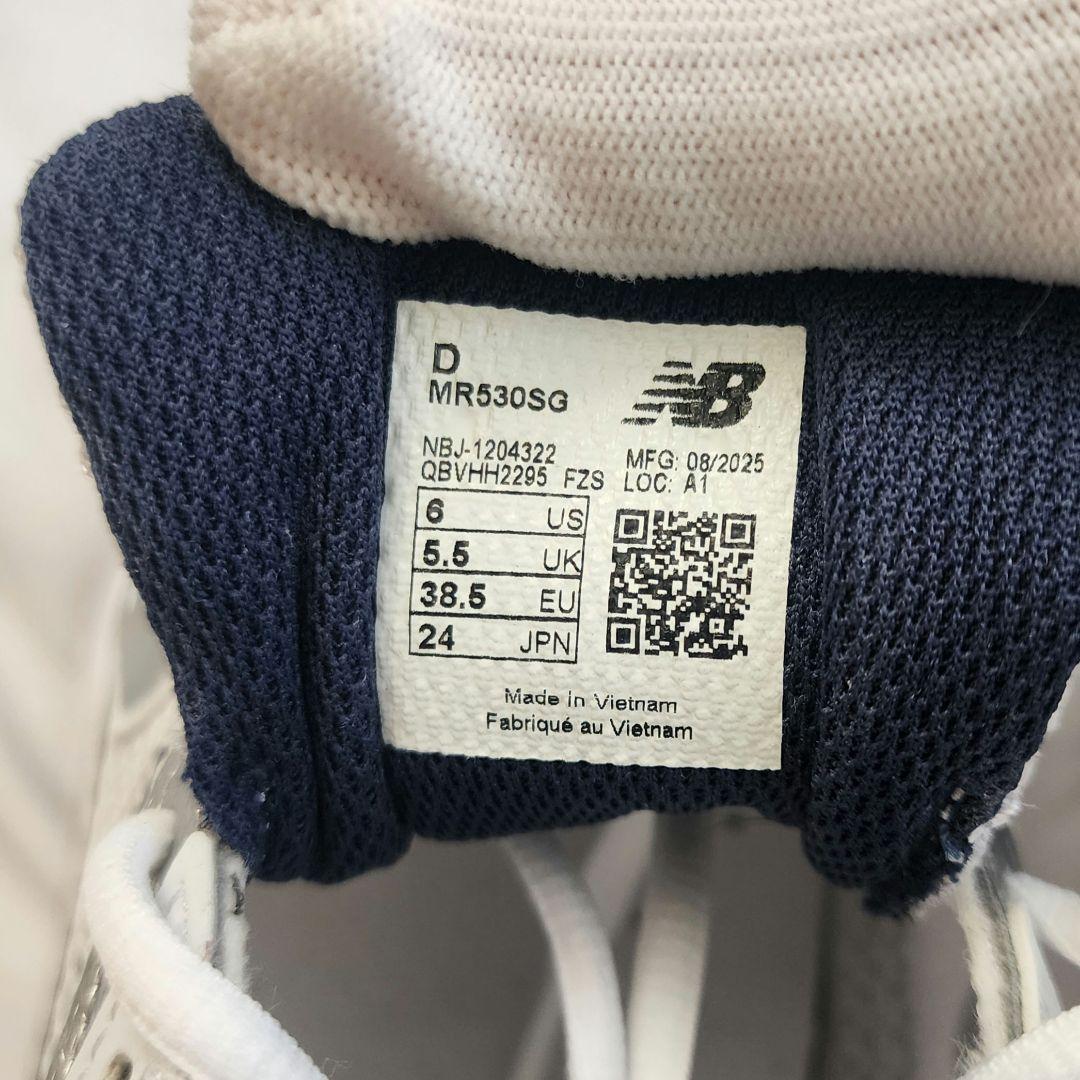 D
MR530SG
NB
NBJ-1204322
QBVHH2295 FZS
MFG: 08/2025
LOC: A1
6 US
5.5 UK
38.5 EU
24 JPN
Made in Vietnam
Fabriqué au Vietnam